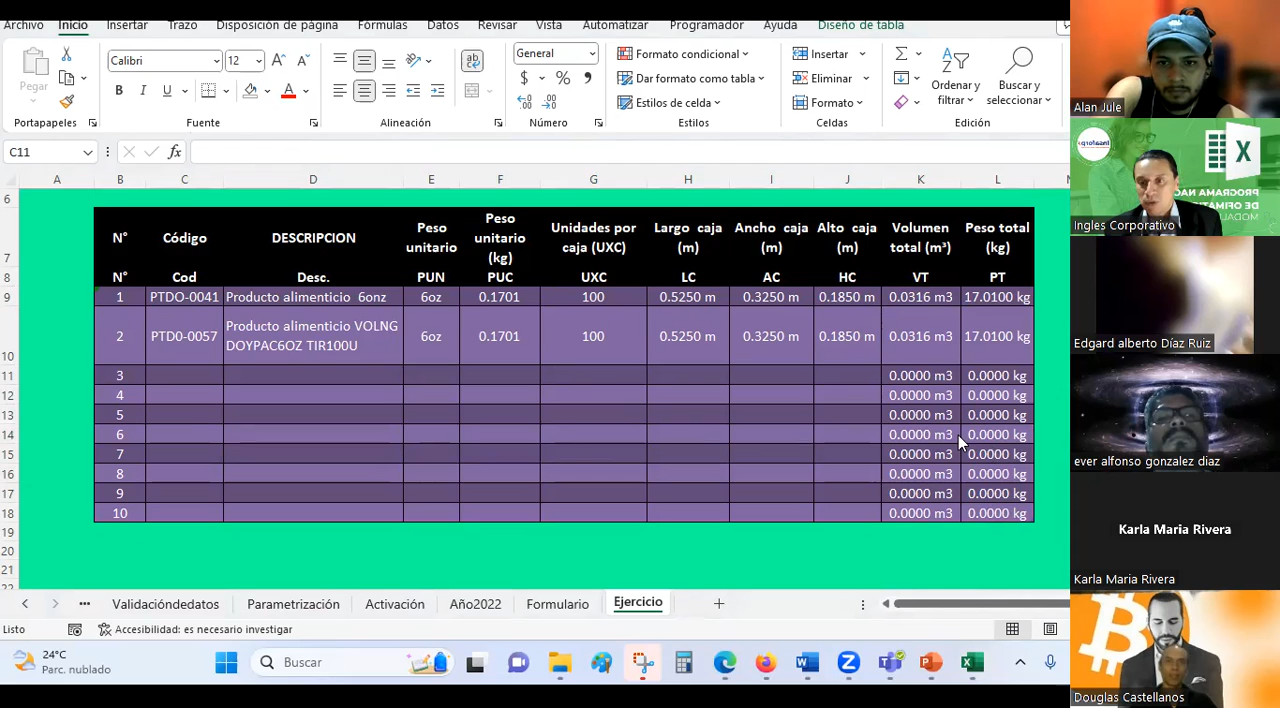 Archivo Inicio Insertar Trazo Disposición de página Fórmulas Datos Revisar Vista Automatizar Programador Ayuda Diseño de tabla
Pegar
Portapapeles
Calibri 12
N K S
Fuente
Alineación
General
$ %
Número
Formato condicional
Dar formato como tabla
Estilos de celda
Estilos
Insertar
Eliminar
Formato
Celdas
Ordenar y filtrar
Buscar y seleccionar
Edición
C11 fx
A B C D E F G H I J K L
6
7 N° Código DESCRIPCION Peso unitario Peso unitario (kg) Unidades por caja (UXC) Largo caja (m) Ancho caja (m) Alto caja (m) Volumen total (m³) Peso total (kg)
8 N° Cod Desc. PUN PUC UXC LC AC HC VT PT
9 1 PTDO-0041 Producto alimenticio 6onz 6oz 0.1701 100 0.5250 m 0.3250 m 0.1850 m 0.0316 m3 17.0100 kg
10 2 PTD0-0057 Producto alimenticio VOLNG DOYPAC6OZ TIR100U 6oz 0.1701 100 0.5250 m 0.3250 m 0.1850 m 0.0316 m3 17.0100 kg
11 3 0.0000 m3 0.0000 kg
12 4 0.0000 m3 0.0000 kg
13 5 0.0000 m3 0.0000 kg
14 6 0.0000 m3 0.0000 kg
15 7 0.0000 m3 0.0000 kg
16 8 0.0000 m3 0.0000 kg
17 9 0.0000 m3 0.0000 kg
18 10 0.0000 m3 0.0000 kg
19
20
21
22
Validacióndedatos Parametrización Activación Año2022 Formulario Ejercicio
Listo Accesibilidad: es necesario investigar
24°C
Parc. nublado
Buscar
Alan Jule
PROGRAMA NAC
DE OFIMATIC
MODAL
Ingles Corporativo
Edgard alberto Díaz Ruiz
ever alfonso gonzalez diaz
Karla Maria Rivera
Karla Maria Rivera
Douglas Castellanos